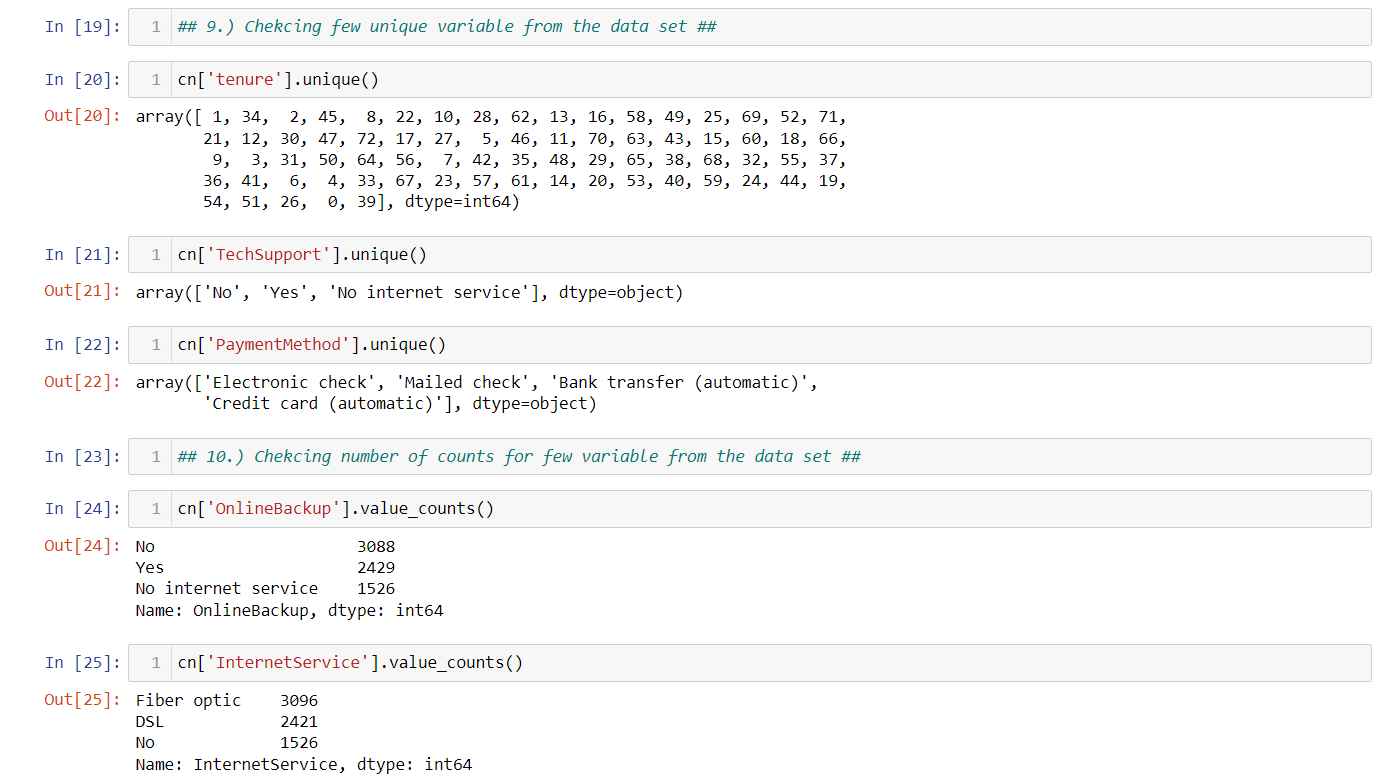 In [19]: 1 ## 9.) Chekcing few unique variable from the data set ##
In [20]: 1 cn['tenure'].unique()
Out[20]: array([ 1, 34,  2, 45,  8, 22, 10, 28, 62, 13, 16, 58, 49, 25, 69, 52, 71,
21, 12, 30, 47, 72, 17, 27,  5, 46, 11, 70, 63, 43, 15, 60, 18, 66,
9,  3, 31, 50, 64, 56,  7, 42, 35, 48, 29, 65, 38, 68, 32, 55, 37,
36, 41,  6,  4, 33, 67, 23, 57, 61, 14, 20, 53, 40, 59, 24, 44, 19,
54, 51, 26,  0, 39], dtype=int64)
In [21]: 1 cn['TechSupport'].unique()
Out[21]: array(['No', 'Yes', 'No internet service'], dtype=object)
In [22]: 1 cn['PaymentMethod'].unique()
Out[22]: array(['Electronic check', 'Mailed check', 'Bank transfer (automatic)',
'Credit card (automatic)'], dtype=object)
In [23]: 1 ## 10.) Chekcing number of counts for few variable from the data set ##
In [24]: 1 cn['OnlineBackup'].value_counts()
Out[24]: No 3088
Yes 2429
No internet service 1526
Name: OnlineBackup, dtype: int64
In [25]: 1 cn['InternetService'].value_counts()
Out[25]: Fiber optic 3096
DSL 2421
No 1526
Name: InternetService, dtype: int64